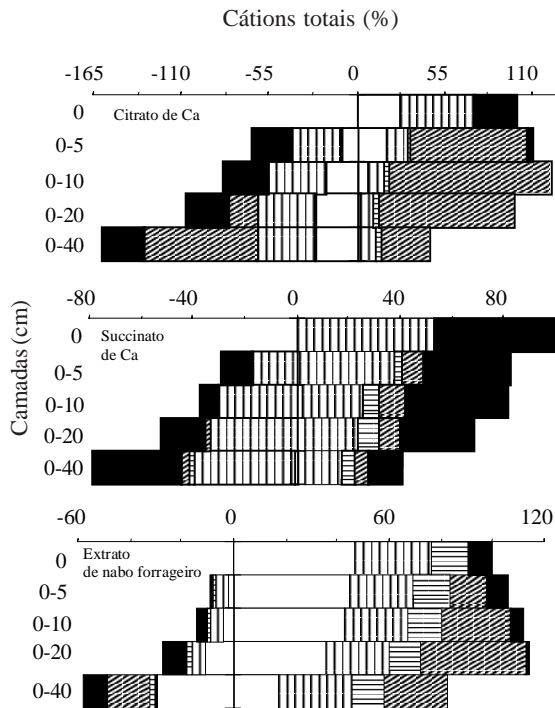 Cátions totais (%)
-165 -110 -55 0 55 110
Citrato de Ca
0
0-5
0-10
0-20
0-40
-80 -40 0 40 80
Succinato
de Ca
0
0-5
0-10
0-20
0-40
Camadas (cm)
-60 0 60 120
Extrato
de nabo forrageiro
0
0-5
0-10
0-20
0-40